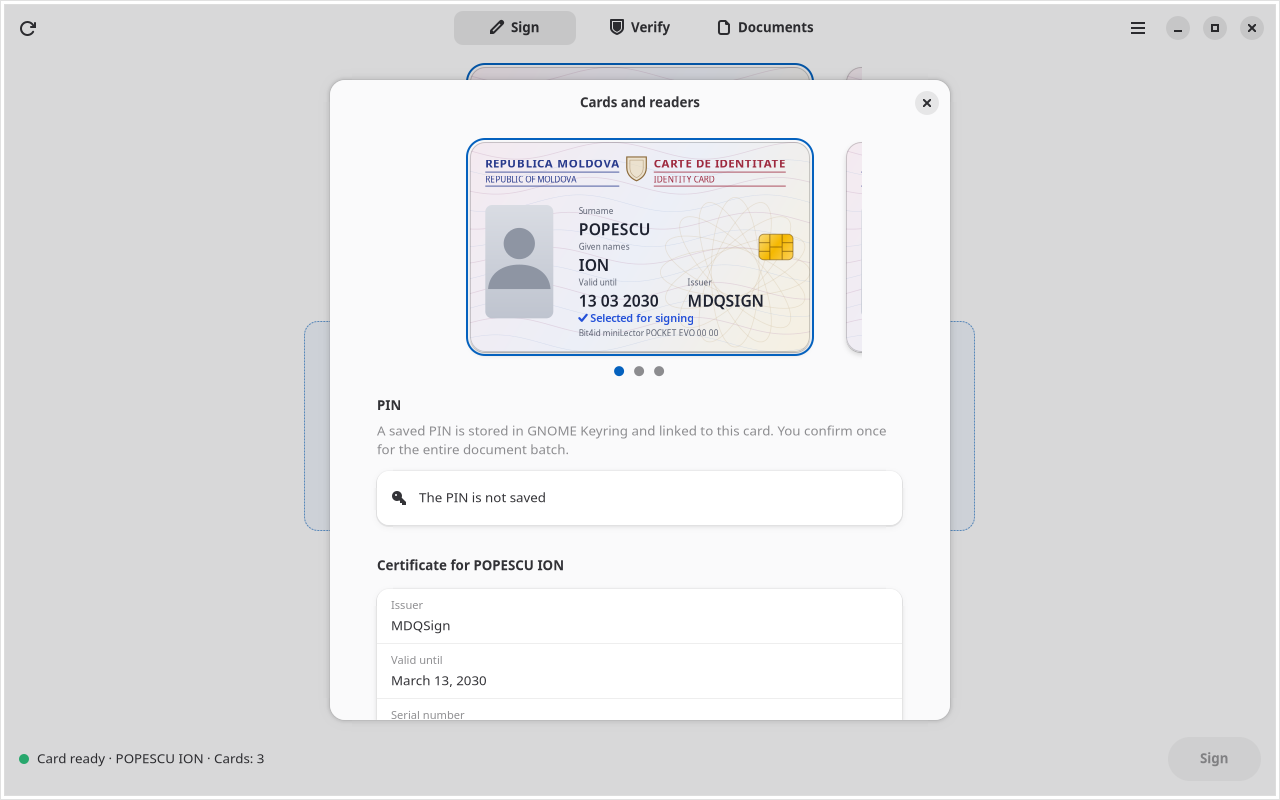 Sign
Verify
Documents
Cards and readers
REPUBLICA MOLDOVA
CARTE DE IDENTITATE
REPUBLIC OF MOLDOVA
IDENTITY CARD
Surname
POPESCU
Given names
ION
Valid until
Issuer
13 03 2030
MDQSIGN
Selected for signing
Bit4id miniLector POCKET EVO 00 00
PIN
A saved PIN is stored in GNOME Keyring and linked to this card. You confirm once
for the entire document batch.
The PIN is not saved
Certificate for POPESCU ION
Issuer
MDQSign
Valid until
March 13, 2030
Serial number
Card ready · POPESCU ION · Cards: 3
Sign